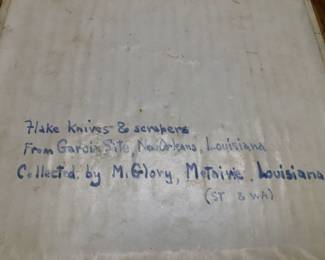 Flake Knives & scrapers
From Garcia Site, New Orleans, Louisiana
Collected by M. Glory, Metairie, Louisiana
(ST & WA)